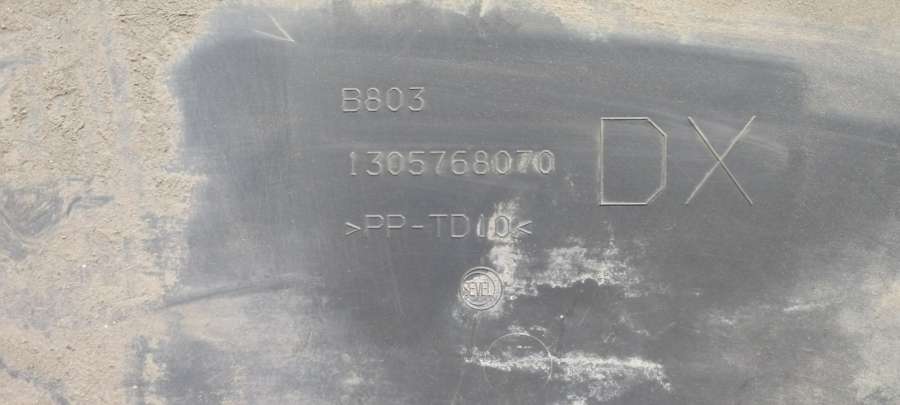 B803
DX
1305768070
>PP-TD10<
SEVEL